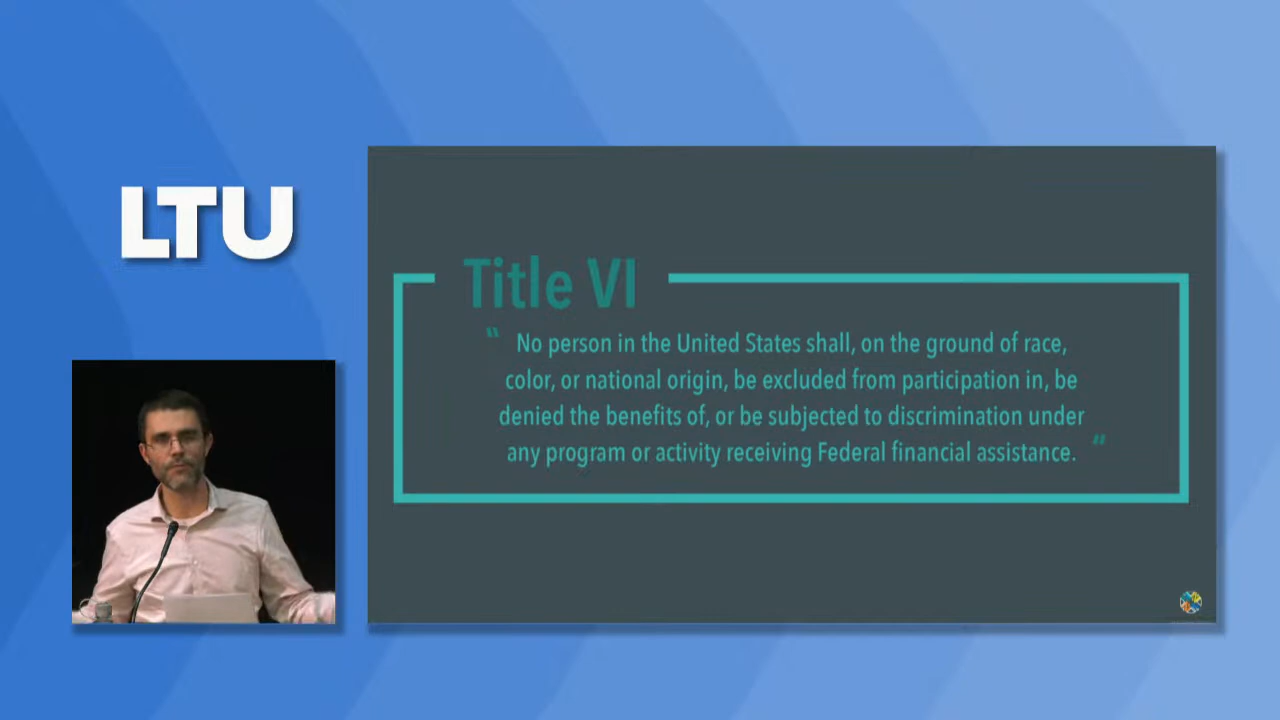 LTU
Title VI
“ No person in the United States shall, on the ground of race,
color, or national origin, be excluded from participation in, be
denied the benefits of, or be subjected to discrimination under
any program or activity receiving Federal financial assistance. ”